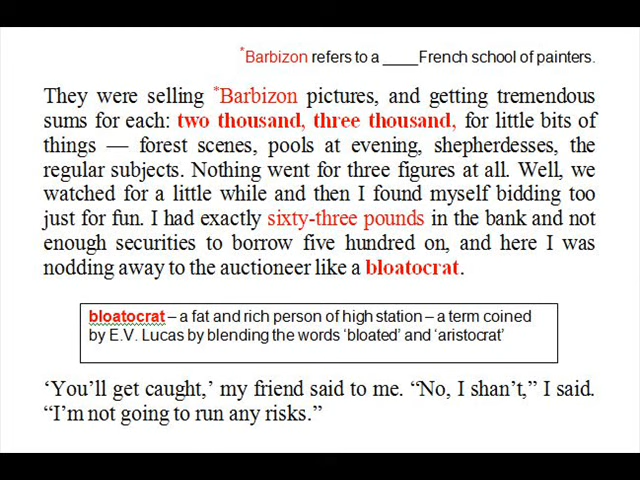 *Barbizon refers to a ____French school of painters.
They were selling *Barbizon pictures, and getting tremendous
sums for each: two thousand, three thousand, for little bits of
things — forest scenes, pools at evening, shepherdesses, the
regular subjects. Nothing went for three figures at all. Well, we
watched for a little while and then I found myself bidding too
just for fun. I had exactly sixty-three pounds in the bank and not
enough securities to borrow five hundred on, and here I was
nodding away to the auctioneer like a bloatocrat.
bloatocrat – a fat and rich person of high station – a term coined
by E.V. Lucas by blending the words ‘bloated’ and ‘aristocrat’
‘You’ll get caught,’ my friend said to me. “No, I shan’t,” I said.
“I’m not going to run any risks.”